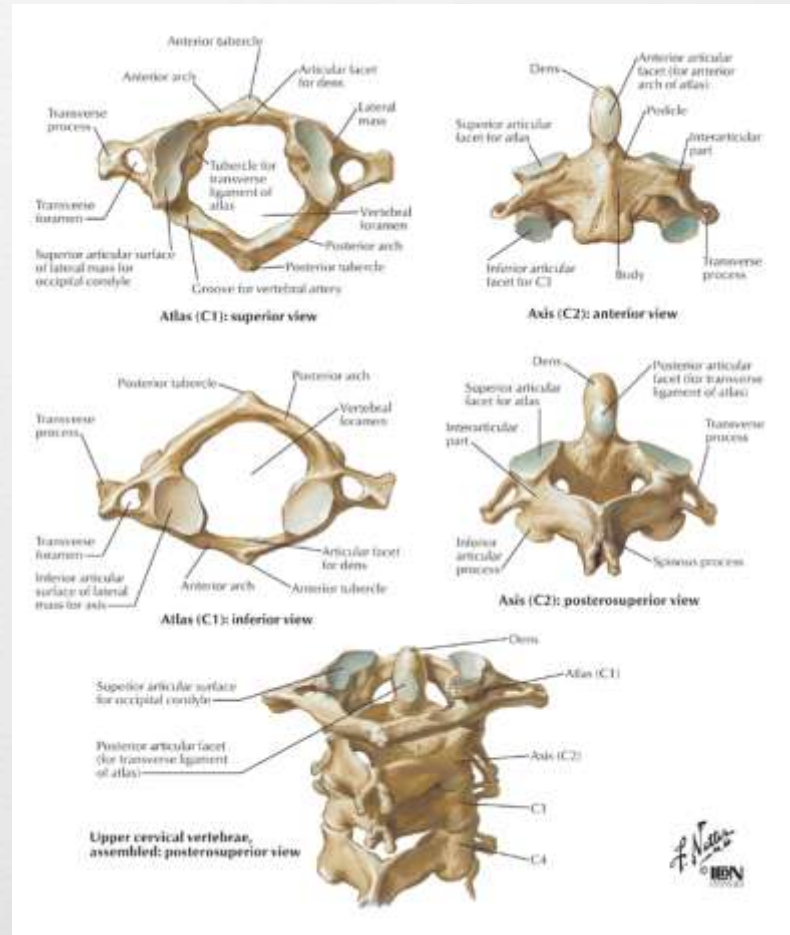 Anterior tubercle
Anterior arch
Articular facet
for dens
Transverse
process
Lateral
mass
Tubercle for
transverse
ligament of
atlas
Transverse
foramen
Vertebral
foramen
Superior articular surface
of lateral mass for
occipital condyle
Posterior arch
Posterior tubercle
Groove for vertebral artery
Atlas (C1): superior view
Dens
Anterior articular
facet (for anterior
arch of atlas)
Pedicle
Superior articular
facet for atlas
Interarticular
part
Inferior articular
facet for C3
Body
Transverse
process
Axis (C2): anterior view
Posterior tubercle
Posterior arch
Vertebral
foramen
Transverse
process
Transverse
foramen
Inferior articular
surface of lateral
mass for axis
Anterior arch
Articular facet
for dens
Anterior tubercle
Atlas (C1): inferior view
Dens
Posterior articular
facet (for transverse
ligament of atlas)
Superior articular
facet for atlas
Interarticular
part
Transverse
process
Inferior
articular
process
Spinous process
Axis (C2): posterosuperior view
Dens
Superior articular surface
for occipital condyle
Atlas (C1)
Posterior articular facet
(for transverse ligament
of atlas)
Axis (C2)
C3
C4
Upper cervical vertebrae,
assembled: posterosuperior view
F. Netter
©